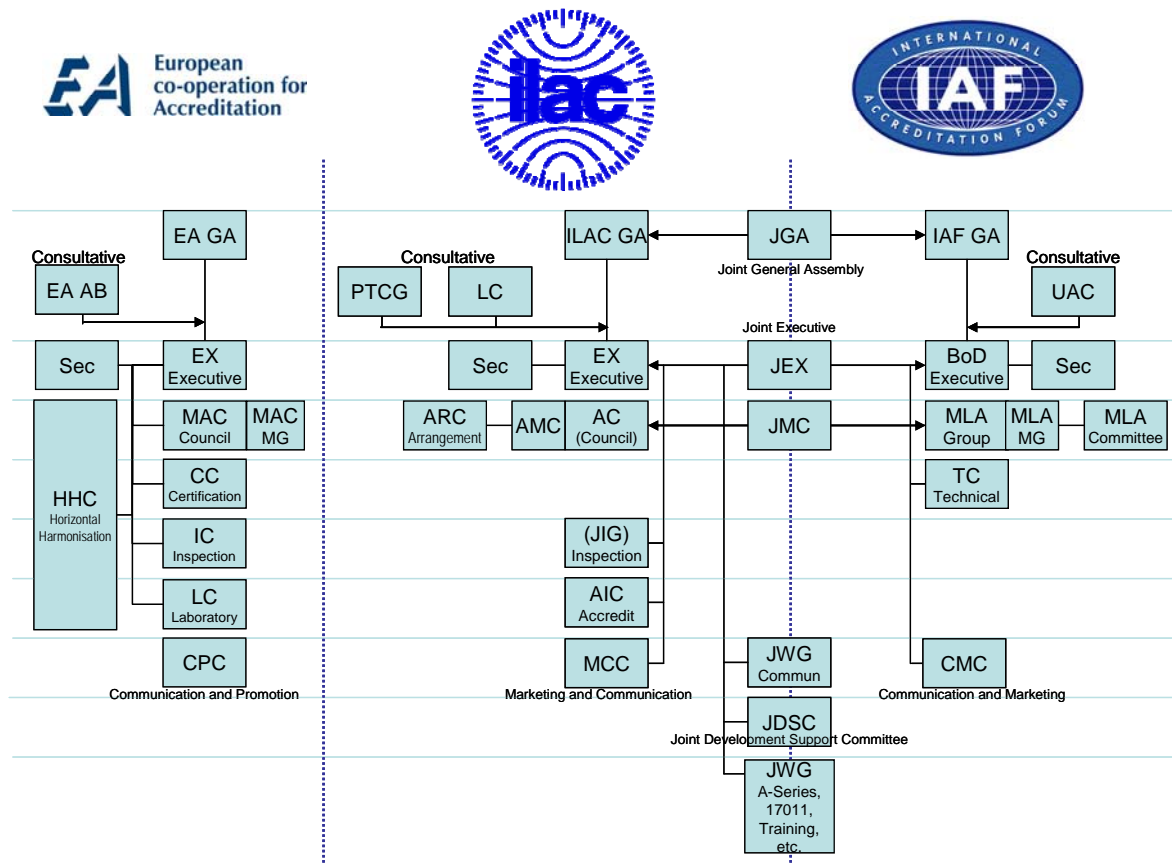 European
co-operation for
Accreditation
EA
ilac
INTERNATIONAL
IAF
ACCREDITATION FORUM
EA GA
ILAC GA
JGA
IAF GA
Joint General Assembly
Consultative
EA AB
Consultative
PTCG
LC
Consultative
UAC
Joint Executive
Sec
EX
Executive
Sec
EX
Executive
JEX
BoD
Executive
Sec
MAC
Council
MAC
MG
ARC
Arrangement
AMC
AC
(Council)
JMC
MLA
Group
MLA
MG
MLA
Committee
HHC
Horizontal
Harmonisation
CC
Certification
TC
Technical
IC
Inspection
(JIG)
Inspection
LC
Laboratory
AIC
Accredit
CPC
Communication and Promotion
MCC
Marketing and Communication
JWG
Commun
CMC
Communication and Marketing
JDSC
Joint Development Support Committee
JWG
A-Series,
17011,
Training,
etc.